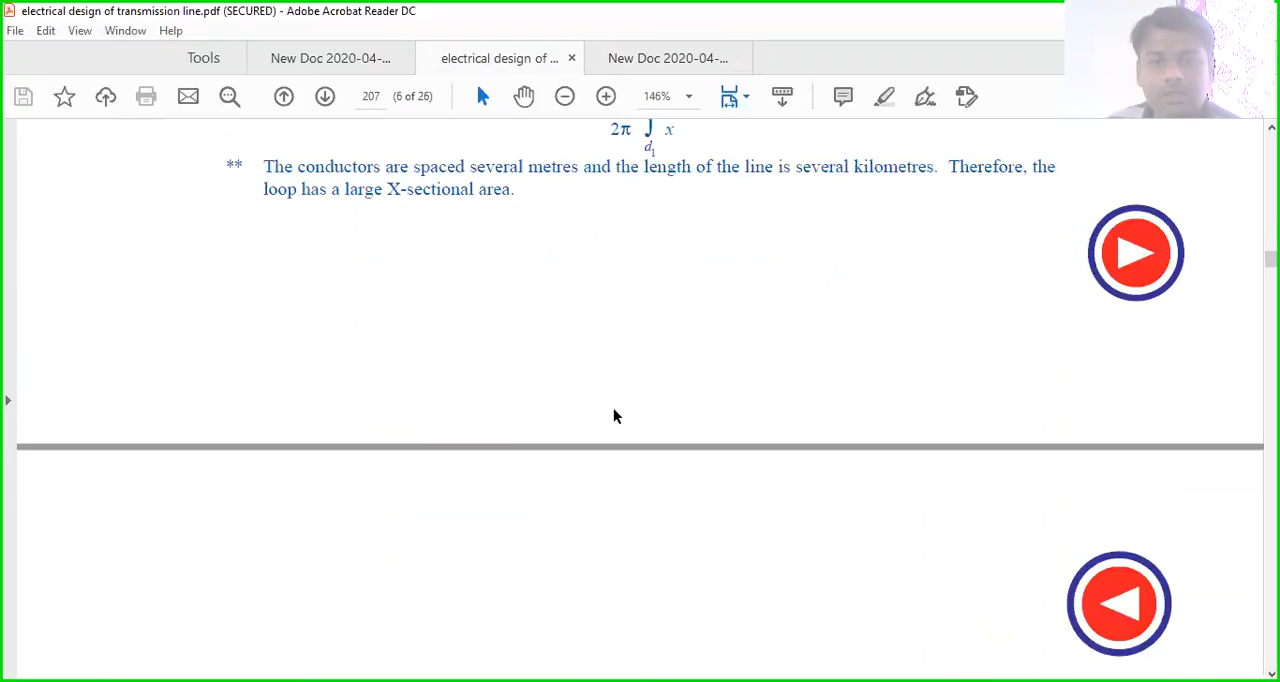 electrical design of transmission line.pdf (SECURED) - Adobe Acrobat Reader DC
File Edit View Window Help
Tools New Doc 2020-04-... electrical design of ... × New Doc 2020-04-...
207 (6 of 26) 146%
2π ∫ x
d1
** The conductors are spaced several metres and the length of the line is several kilometres. Therefore, the
loop has a large X-sectional area.